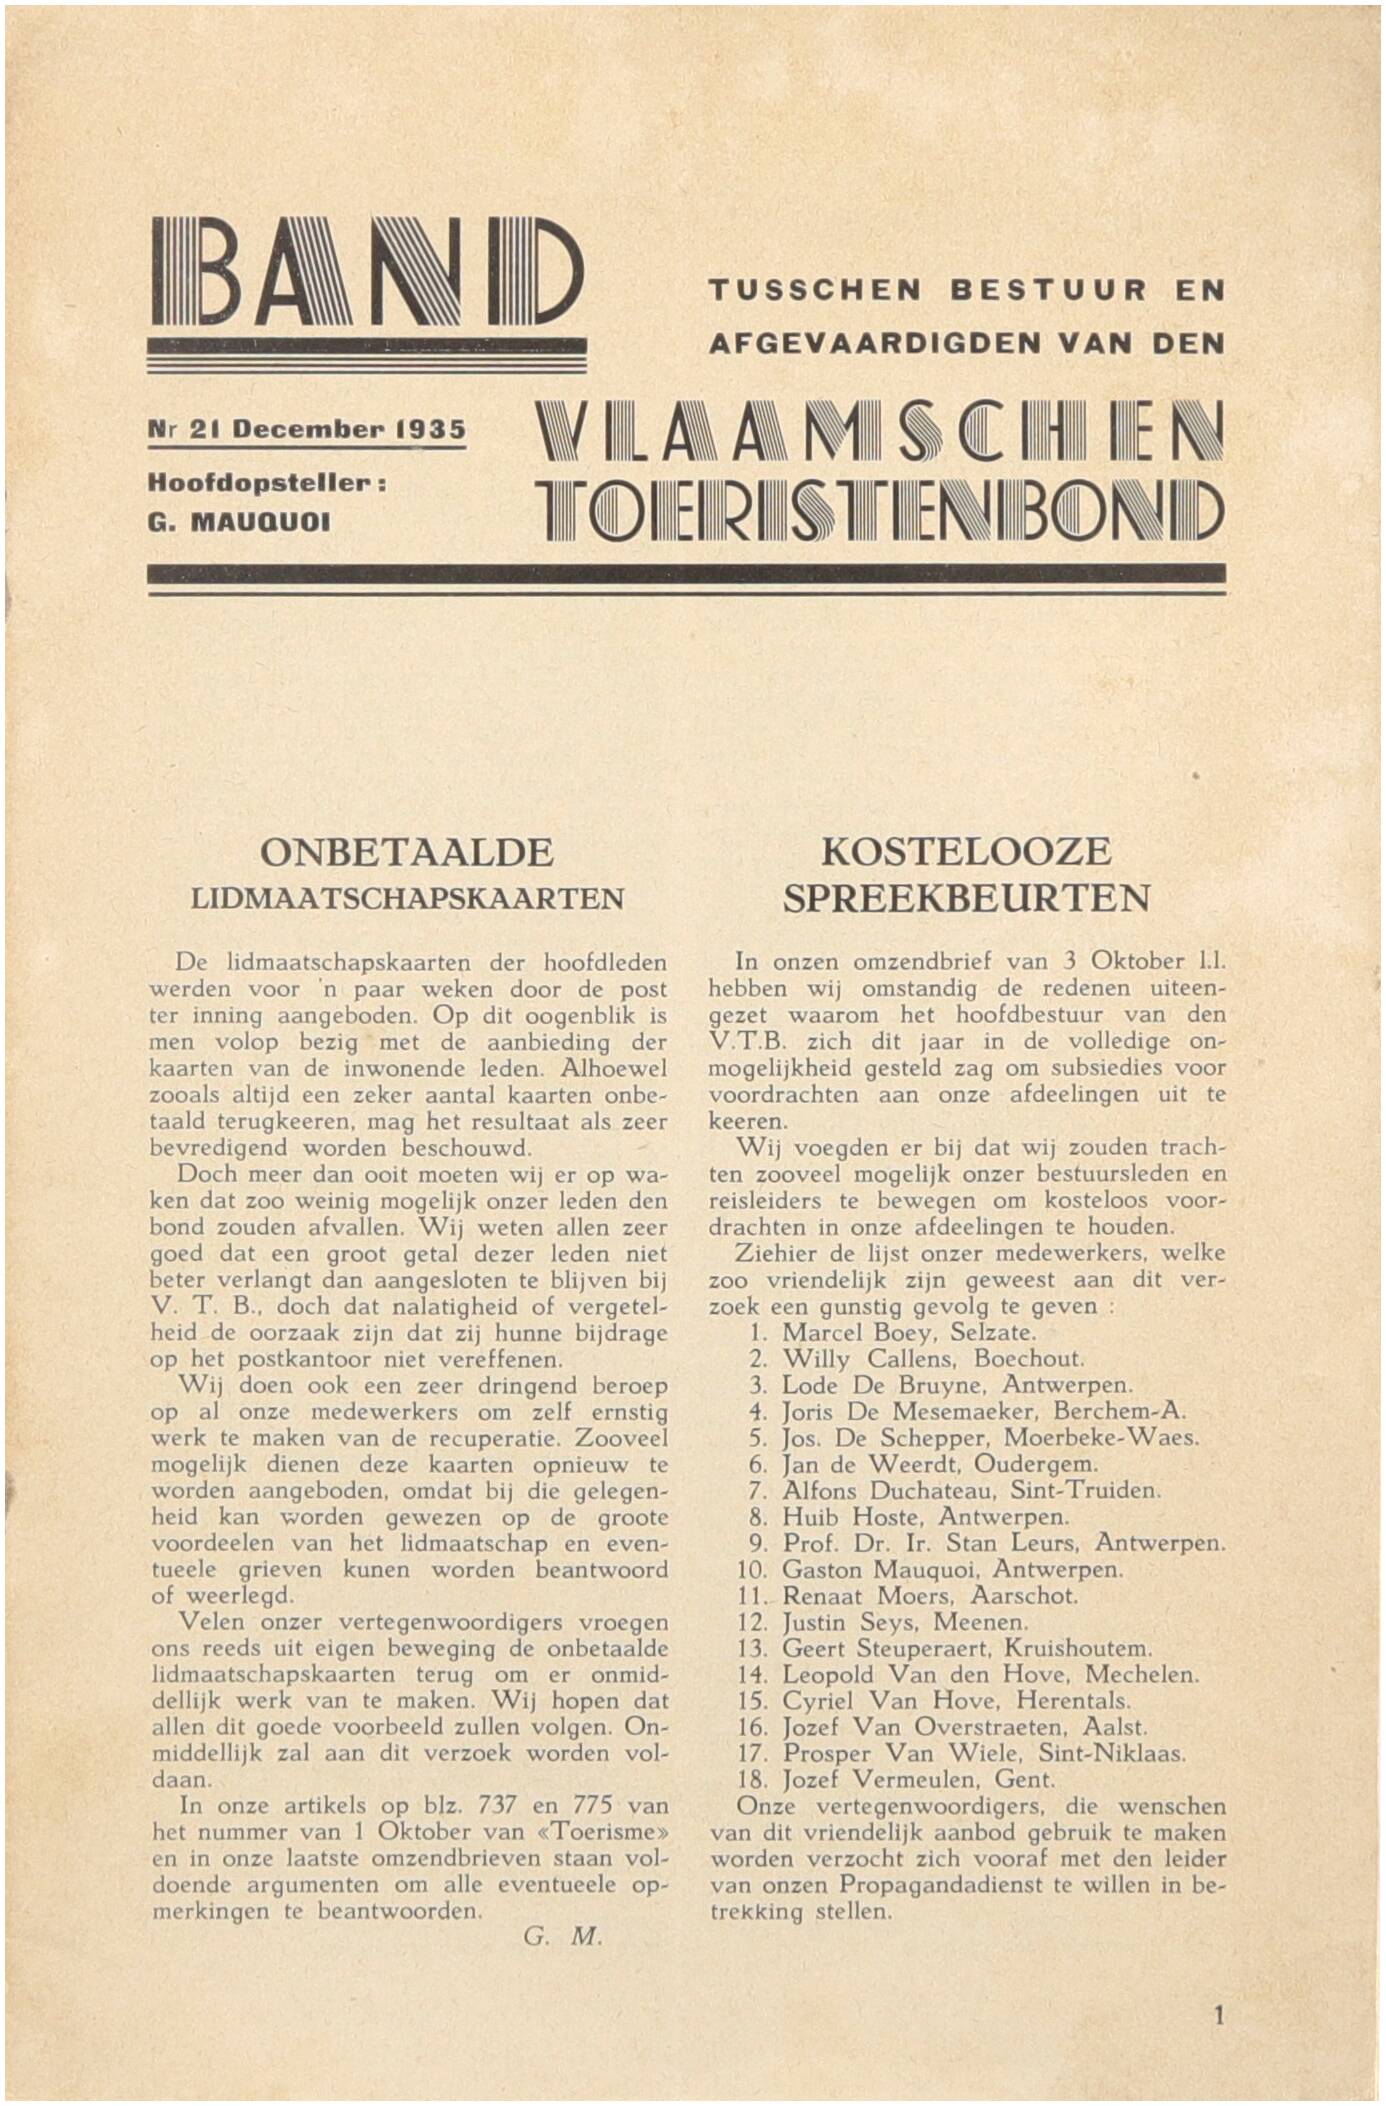 BAND
TUSSCHEN BESTUUR EN
AFGEVAARDIGDEN VAN DEN
VLAAMSCHEN
TOERISTENBOND
Nr 21 December 1935
Hoofdopsteller :
G. MAUQUOI
ONBETAALDE
LIDMAATSCHAPSKAARTEN
De lidmaatschapskaarten der hoofdleden
werden voor 'n paar weken door de post
ter inning aangeboden. Op dit oogenblik is
men volop bezig met de aanbieding der
kaarten van de inwonende leden. Alhoewel
zooals altijd een zeker aantal kaarten onbe-
taald terugkeeren, mag het resultaat als zeer
bevredigend worden beschouwd.
Doch meer dan ooit moeten wij er op wa-
ken dat zoo weinig mogelijk onzer leden den
bond zouden afvallen. Wij weten allen zeer
goed dat een groot getal dezer leden niet
beter verlangt dan aangesloten te blijven bij
V. T. B., doch dat nalatigheid of vergetel-
heid de oorzaak zijn dat zij hunne bijdrage
op het postkantoor niet vereffenen.
Wij doen ook een zeer dringend beroep
op al onze medewerkers om zelf ernstig
werk te maken van de recuperatie. Zooveel
mogelijk dienen deze kaarten opnieuw te
worden aangeboden, omdat bij die gelegen-
heid kan worden gewezen op de groote
voordeelen van het lidmaatschap en even-
tueele grieven kunen worden beantwoord
of weerlegd.
Velen onzer vertegenwoordigers vroegen
ons reeds uit eigen beweging de onbetaalde
lidmaatschapskaarten terug om er onmid-
dellijk werk van te maken. Wij hopen dat
allen dit goede voorbeeld zullen volgen. On-
middellijk zal aan dit verzoek worden vol-
daan.
In onze artikels op blz. 737 en 775 van
het nummer van 1 Oktober van «Toerisme»
en in onze laatste omzendbrieven staan vol-
doende argumenten om alle eventueele op-
merkingen te beantwoorden.
G. M.
KOSTELOOZE
SPREEKBEURTEN
In onzen omzendbrief van 3 Oktober l.l.
hebben wij omstandig de redenen uiteen-
gezet waarom het hoofdbestuur van den
V.T.B. zich dit jaar in de volledige on-
mogelijkheid gesteld zag om subsiedies voor
voordrachten aan onze afdeelingen uit te
keeren.
Wij voegden er bij dat wij zouden trach-
ten zooveel mogelijk onzer bestuursleden en
reisleiders te bewegen om kosteloos voor-
drachten in onze afdeelingen te houden.
Ziehier de lijst onzer medewerkers, welke
zoo vriendelijk zijn geweest aan dit ver-
zoek een gunstig gevolg te geven :
1. Marcel Boey, Selzate.
2. Willy Callens, Boechout.
3. Lode De Bruyne, Antwerpen.
4. Joris De Mesemaeker, Berchem-A.
5. Jos. De Schepper, Moerbeke-Waes.
6. Jan de Weerdt, Oudergem.
7. Alfons Duchateau, Sint-Truiden.
8. Huib Hoste, Antwerpen.
9. Prof. Dr. Ir. Stan Leurs, Antwerpen.
10. Gaston Mauquoi, Antwerpen.
11. Renaat Moers, Aarschot.
12. Justin Seys, Meenen.
13. Geert Steuperaert, Kruishoutem.
14. Leopold Van den Hove, Mechelen.
15. Cyriel Van Hove, Herentals.
16. Jozef Van Overstraeten, Aalst.
17. Prosper Van Wiele, Sint-Niklaas.
18. Jozef Vermeulen, Gent.
Onze vertegenwoordigers, die wenschen
van dit vriendelijk aanbod gebruik te maken
worden verzocht zich vooraf met den leider
van onzen Propagandadienst te willen in be-
trekking stellen.
1